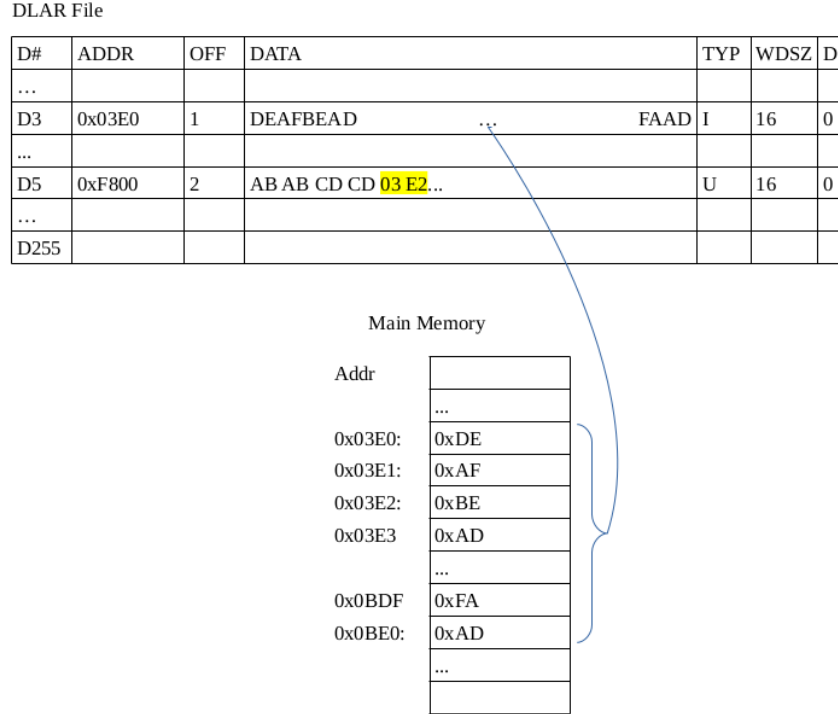 DLAR File
D# ADDR OFF DATA TYP WDSZ D
...
D3 0x03E0 1 DEAFBEAD ... FAAD I 16 0
...
D5 0xF800 2 AB AB CD CD 03 E2... U 16 0
...
D255
Main Memory
Addr
...
0x03E0: 0xDE
0x03E1: 0xAF
0x03E2: 0xBE
0x03E3 0xAD
...
0x0BDF 0xFA
0x0BE0: 0xAD
...